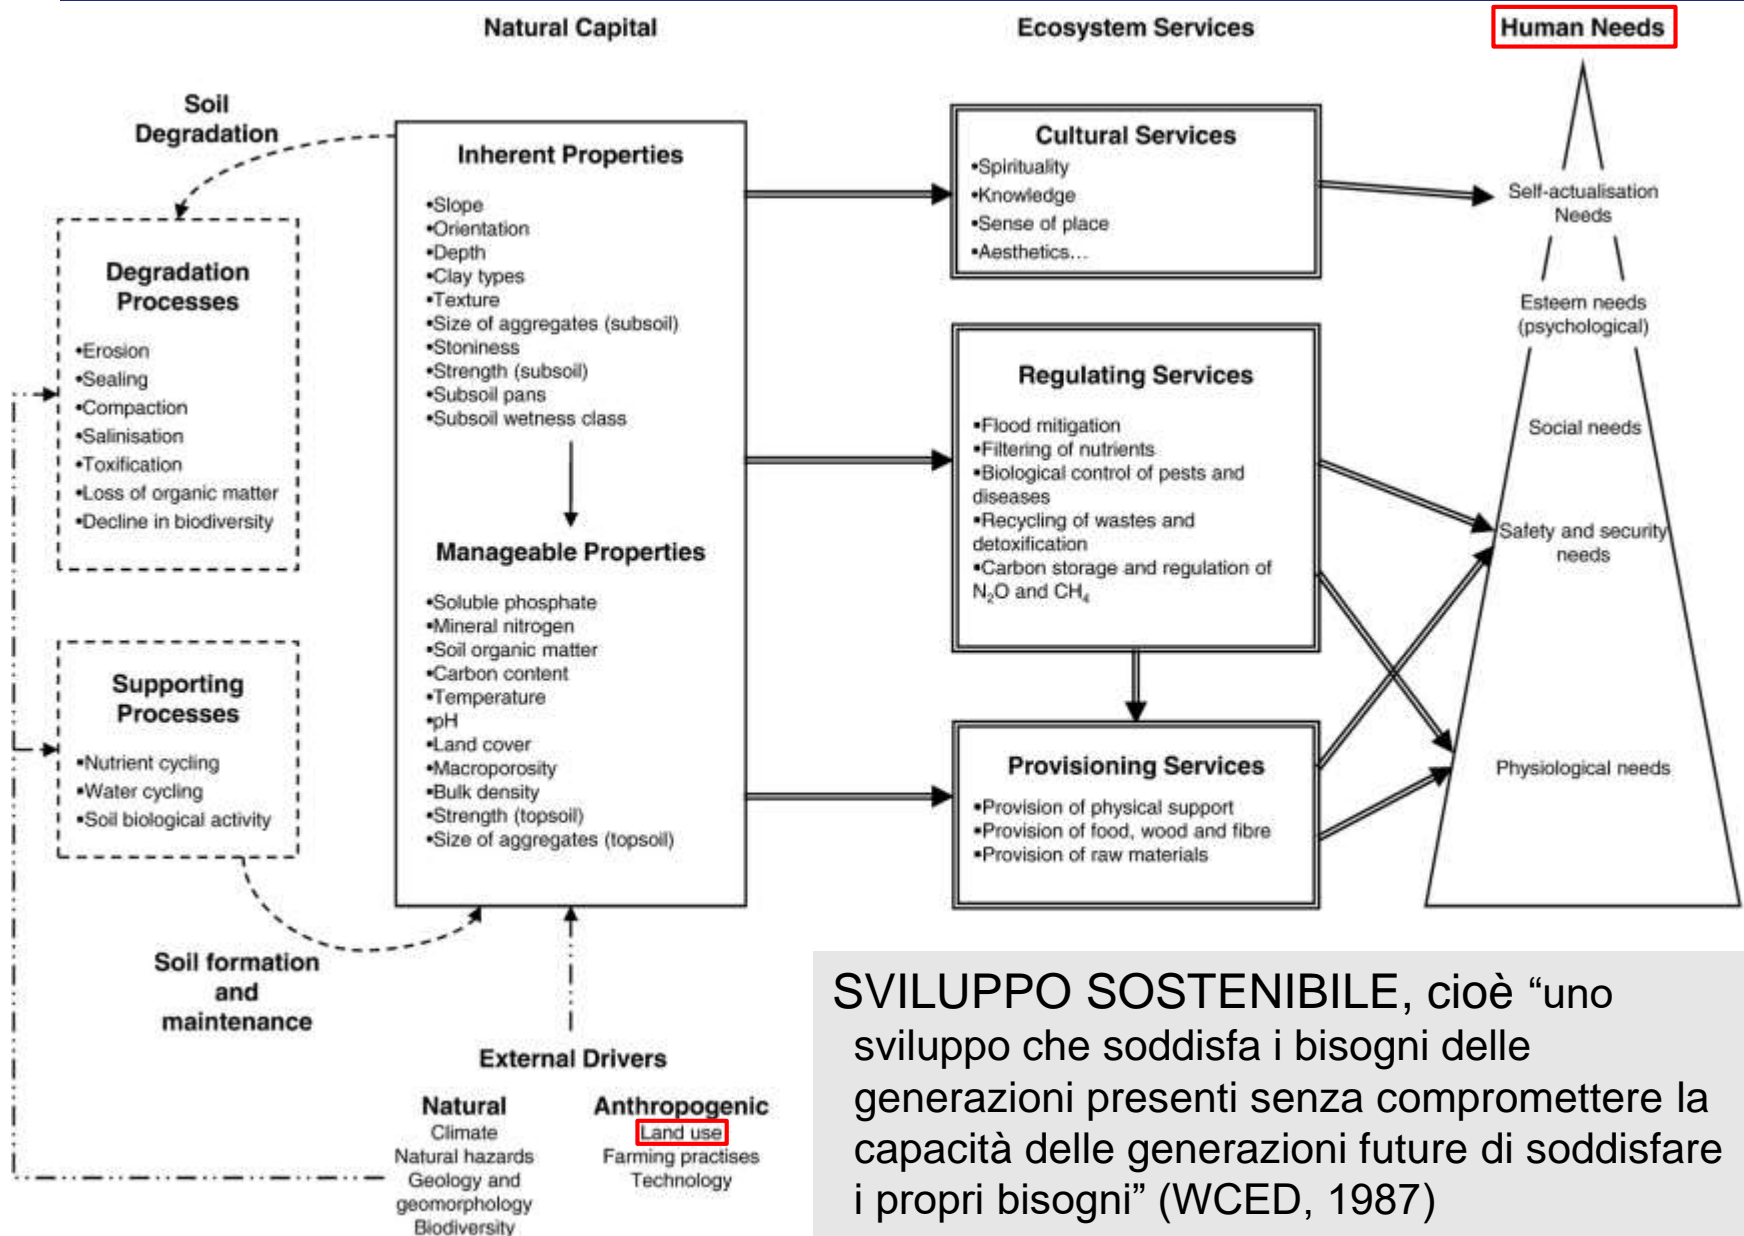 Natural Capital
Ecosystem Services
Human Needs
Soil
Degradation
Degradation
Processes
•Erosion
•Sealing
•Compaction
•Salinisation
•Toxification
•Loss of organic matter
•Decline in biodiversity
Supporting
Processes
•Nutrient cycling
•Water cycling
•Soil biological activity
Soil formation
and
maintenance
Inherent Properties
•Slope
•Orientation
•Depth
•Clay types
•Texture
•Size of aggregates (subsoil)
•Stoniness
•Strength (subsoil)
•Subsoil pans
•Subsoil wetness class
Manageable Properties
•Soluble phosphate
•Mineral nitrogen
•Soil organic matter
•Carbon content
•Temperature
•pH
•Land cover
•Macroporosity
•Bulk density
•Strength (topsoil)
•Size of aggregates (topsoil)
External Drivers
Natural
Climate
Natural hazards
Geology and
geomorphology
Biodiversity
Anthropogenic
Land use
Farming practises
Technology
Cultural Services
•Spirituality
•Knowledge
•Sense of place
•Aesthetics…
Regulating Services
•Flood mitigation
•Filtering of nutrients
•Biological control of pests and
diseases
•Recycling of wastes and
detoxification
•Carbon storage and regulation of
N₂O and CH₄
Provisioning Services
•Provision of physical support
•Provision of food, wood and fibre
•Provision of raw materials
Self-actualisation
Needs
Esteem needs
(psychological)
Social needs
Safety and security
needs
Physiological needs
SVILUPPO SOSTENIBILE, cioè “uno
sviluppo che soddisfa i bisogni delle
generazioni presenti senza compromettere la
capacità delle generazioni future di soddisfare
i propri bisogni” (WCED, 1987)